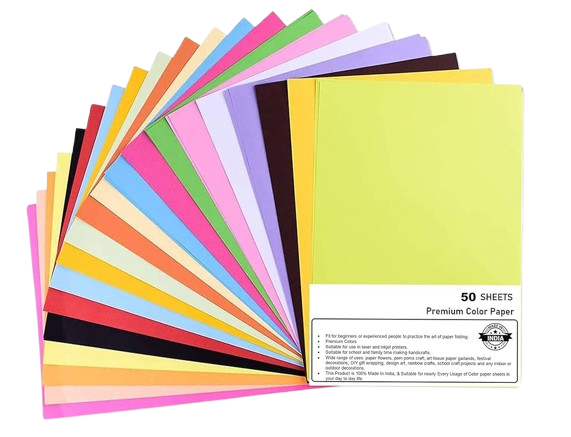 50 SHEETS
Premium Color Paper
• Fit for beginners or experienced people to practice the art of paper folding.
• Premium Colors
• Suitable for use in laser and inkjet printers.
• Suitable for school and family time making handicrafts.
• Wide range of uses: paper flowers, pom poms craft, art tissue paper garlands, festival
decorations, DIY gift wrapping, design art, rainbow crafts, school craft projects and any indoor or
outdoor decorations.
• This Product is 100% Made In India, & Suitable for nearly Every Usage of Color paper sheets in
your day to day life.
MADE IN
INDIA